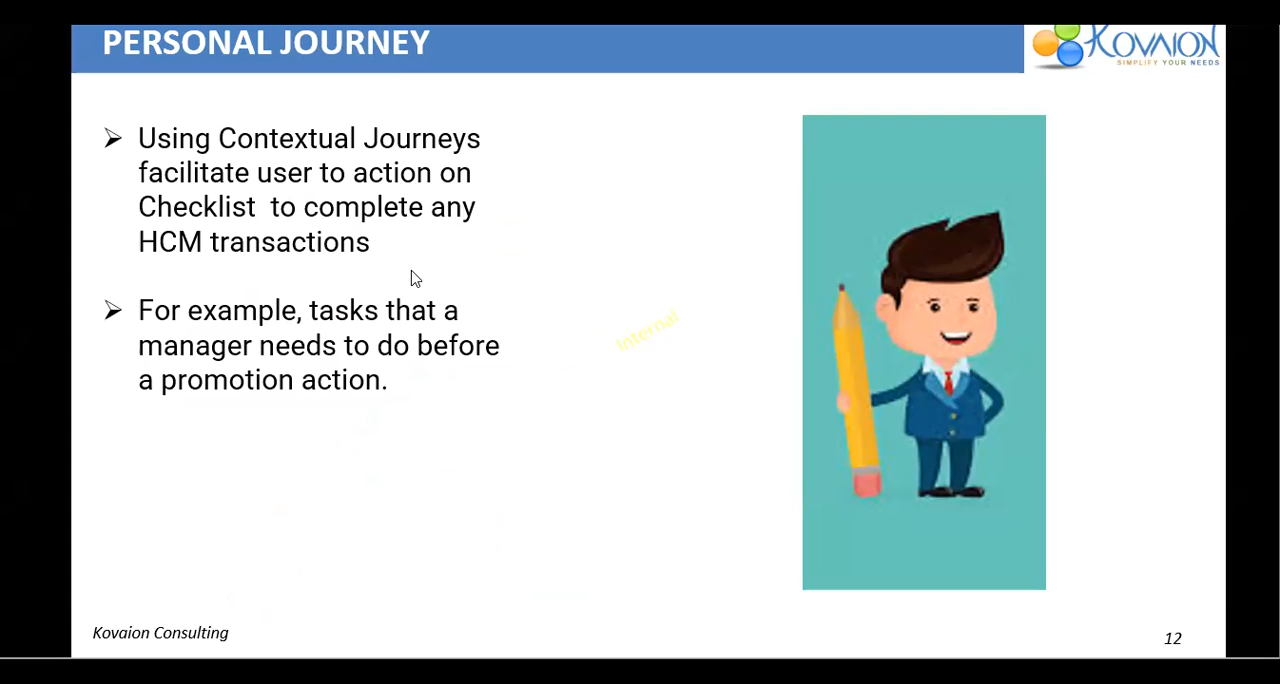 PERSONAL JOURNEY
KOVAION
SIMPLIFY YOUR NEEDS
Using Contextual Journeys
facilitate user to action on
Checklist to complete any
HCM transactions
For example, tasks that a
manager needs to do before
a promotion action.
Internal
Kovaion Consulting
12